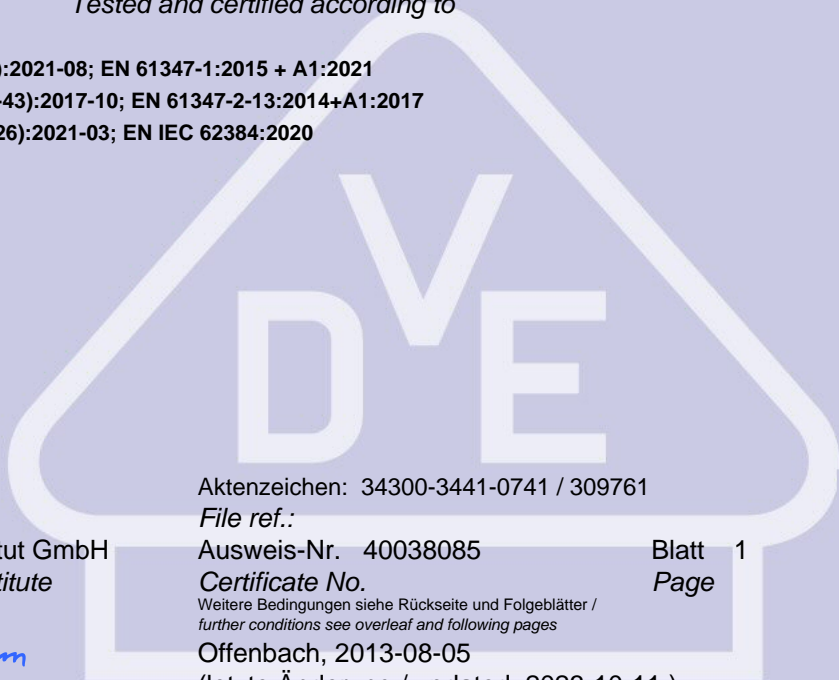 Tested and certified according to
):2021-08; EN 61347-1:2015 + A1:2021
-43):2017-10; EN 61347-2-13:2014+A1:2017
26):2021-03; EN IEC 62384:2020
VDE
Aktenzeichen: 34300-3441-0741 / 309761
File ref.:
tut GmbH Ausweis-Nr. 40038085 Blatt 1
titute Certificate No. Page
Weitere Bedingungen siehe Rückseite und Folgeblätter /
further conditions see overleaf and following pages
Offenbach, 2013-08-05